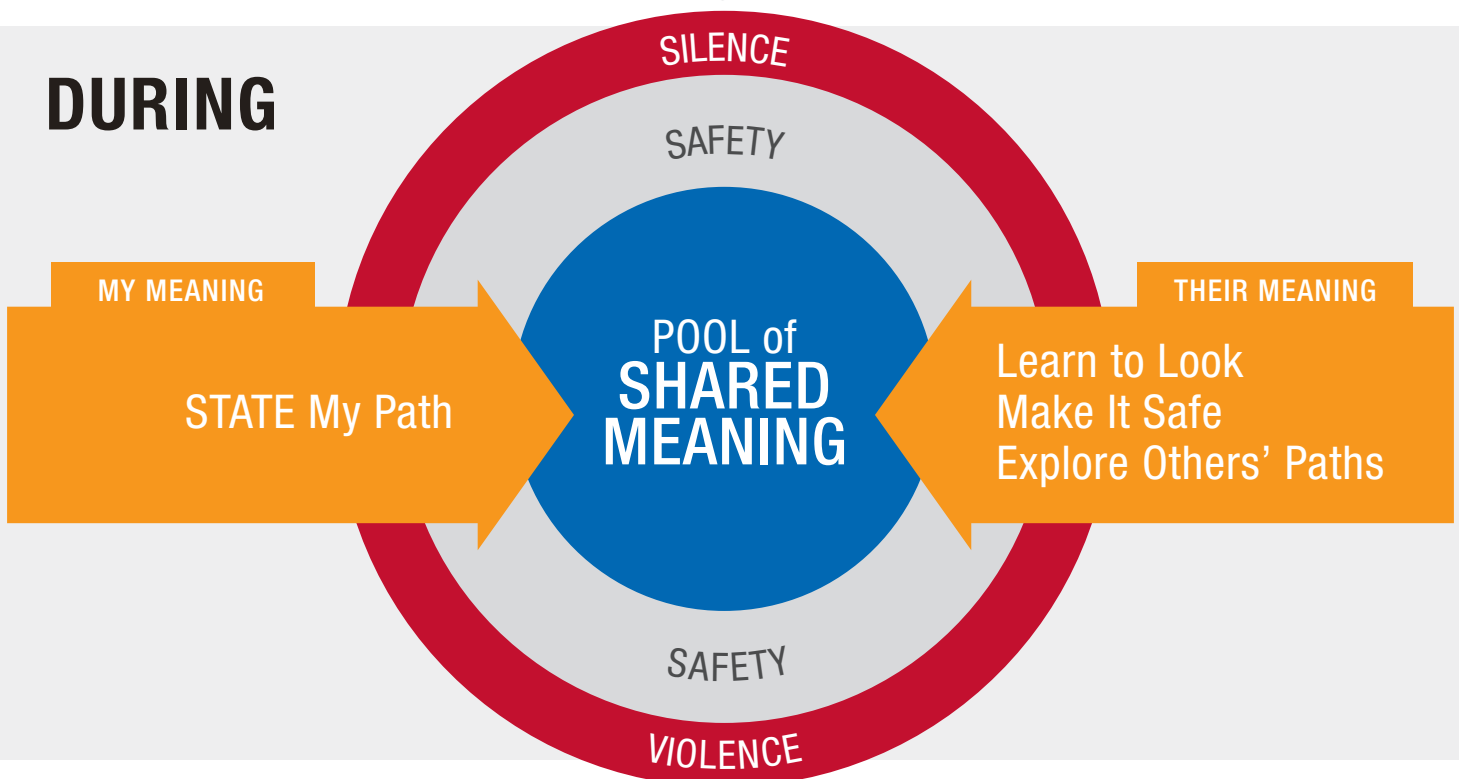 DURING
SILENCE
SAFETY
MY MEANING
STATE My Path
POOL of
SHARED
MEANING
THEIR MEANING
Learn to Look
Make It Safe
Explore Others’ Paths
SAFETY
VIOLENCE